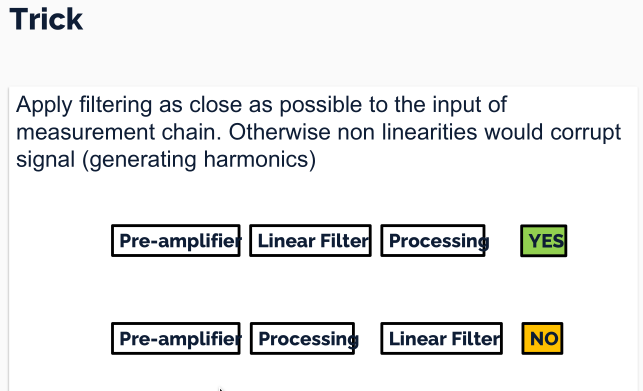 Trick
Apply filtering as close as possible to the input of
measurement chain. Otherwise non linearities would corrupt
signal (generating harmonics)
Pre-amplifier Linear Filter Processing YES
Pre-amplifier Processing Linear Filter NO